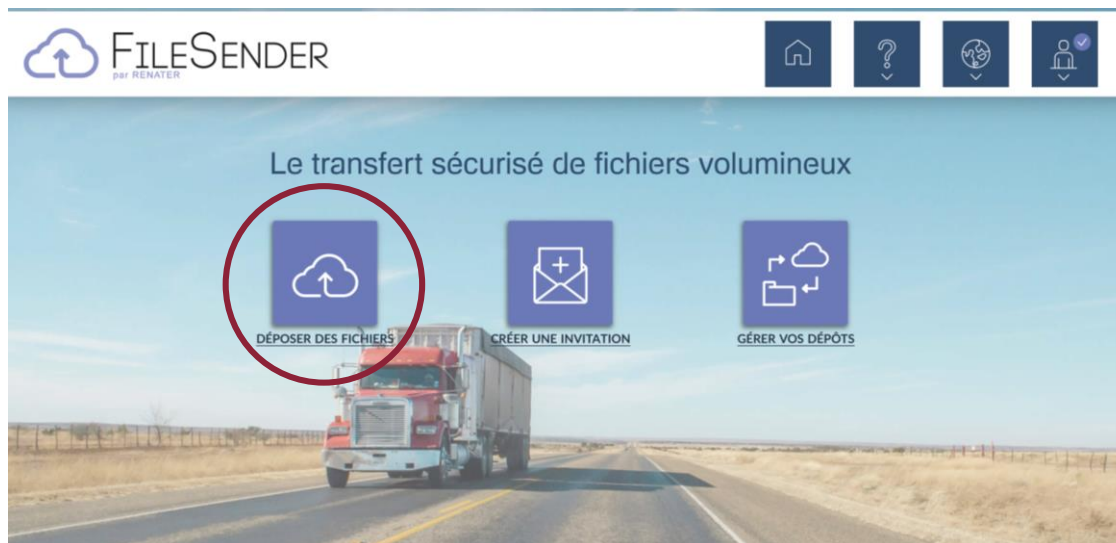 FILESENDER
par RENATER
Le transfert sécurisé de fichiers volumineux
DÉPOSER DES FICHIERS
CRÉER UNE INVITATION
GÉRER VOS DÉPÔTS